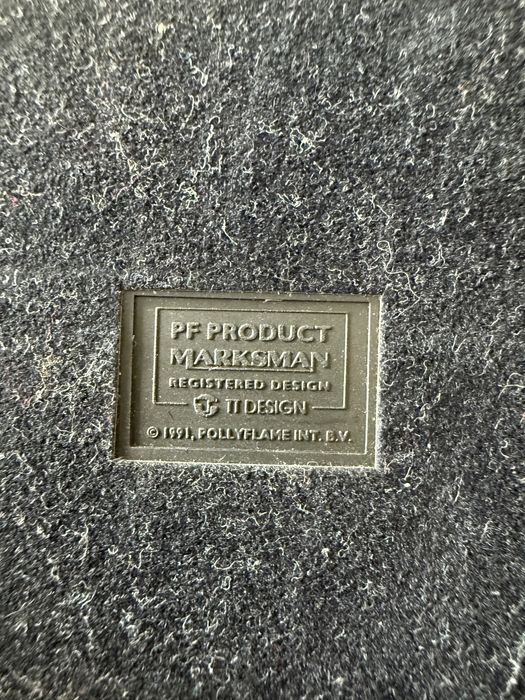 PF PRODUCT
MARKSMAN
REGISTERED DESIGN
TT DESIGN
© 1991, POLLYFLAME INT. B.V.